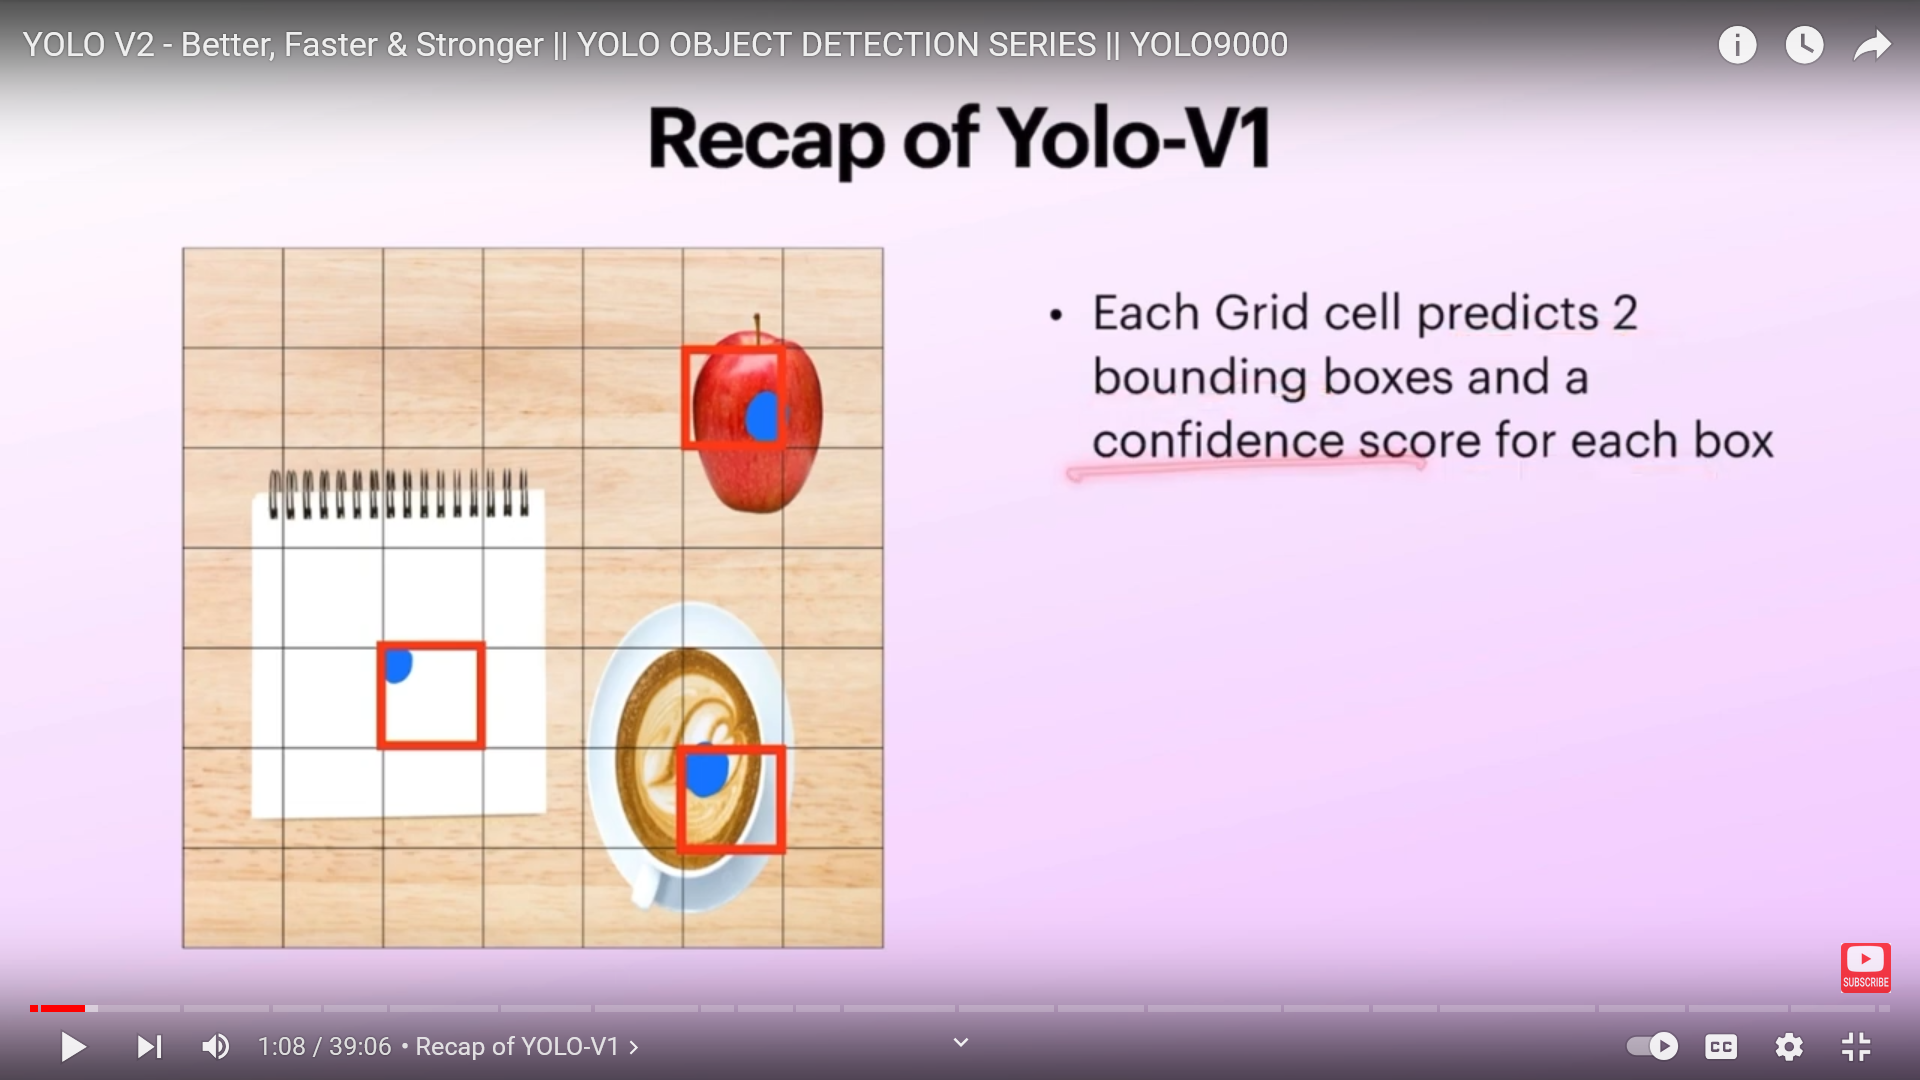 YOLO V2 - Better, Faster & Stronger || YOLO OBJECT DETECTION SERIES || YOLO9000
Recap of Yolo-V1
• Each Grid cell predicts 2
bounding boxes and a
confidence score for each box
SUBSCRIBE
1:08 / 39:06 • Recap of YOLO-V1 >
CC